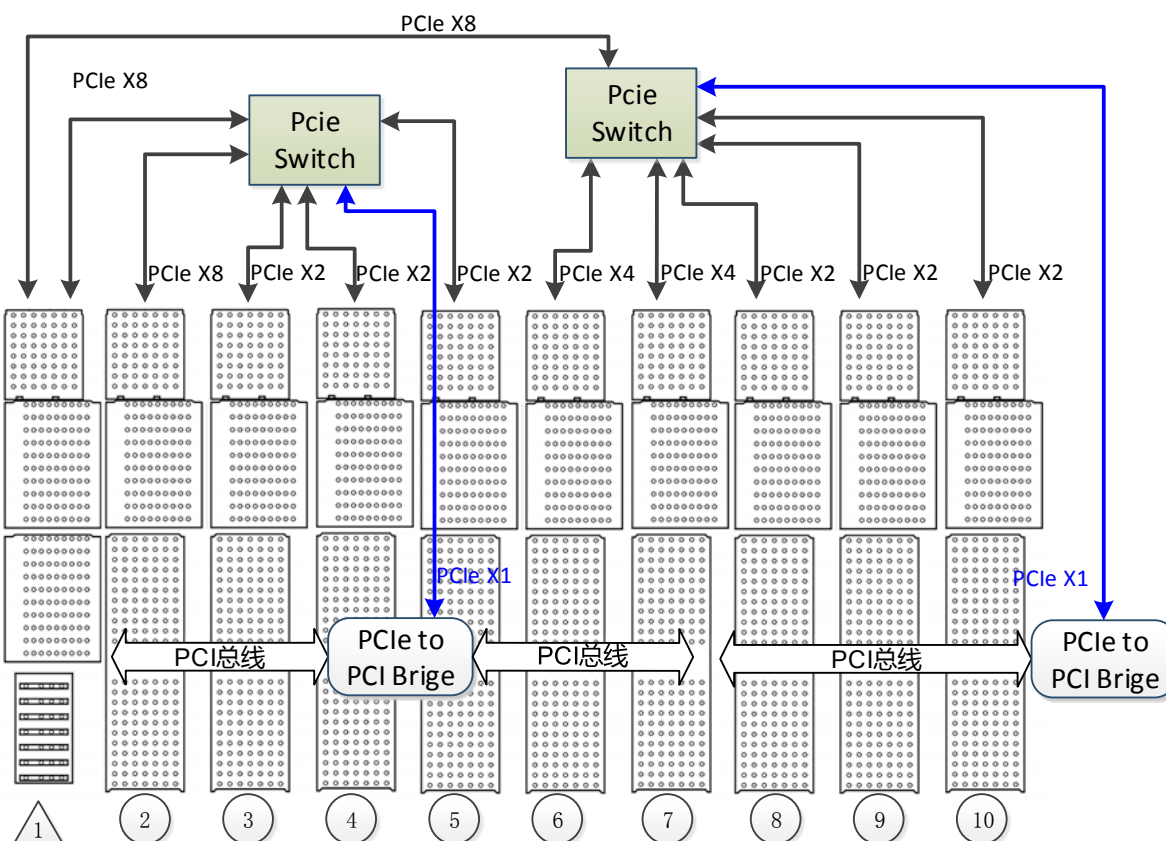 PCIe X8
PCIe X8
Pcie
Switch
Pcie
Switch
PCIe X8
PCIe X2
PCIe X2
PCIe X2
PCIe X4
PCIe X4
PCIe X2
PCIe X2
PCIe X2
PCIe X1
PCIe X1
PCI总线
PCIe to
PCI Brige
PCI总线
PCI总线
PCIe to
PCI Brige
1
2
3
4
5
6
7
8
9
10